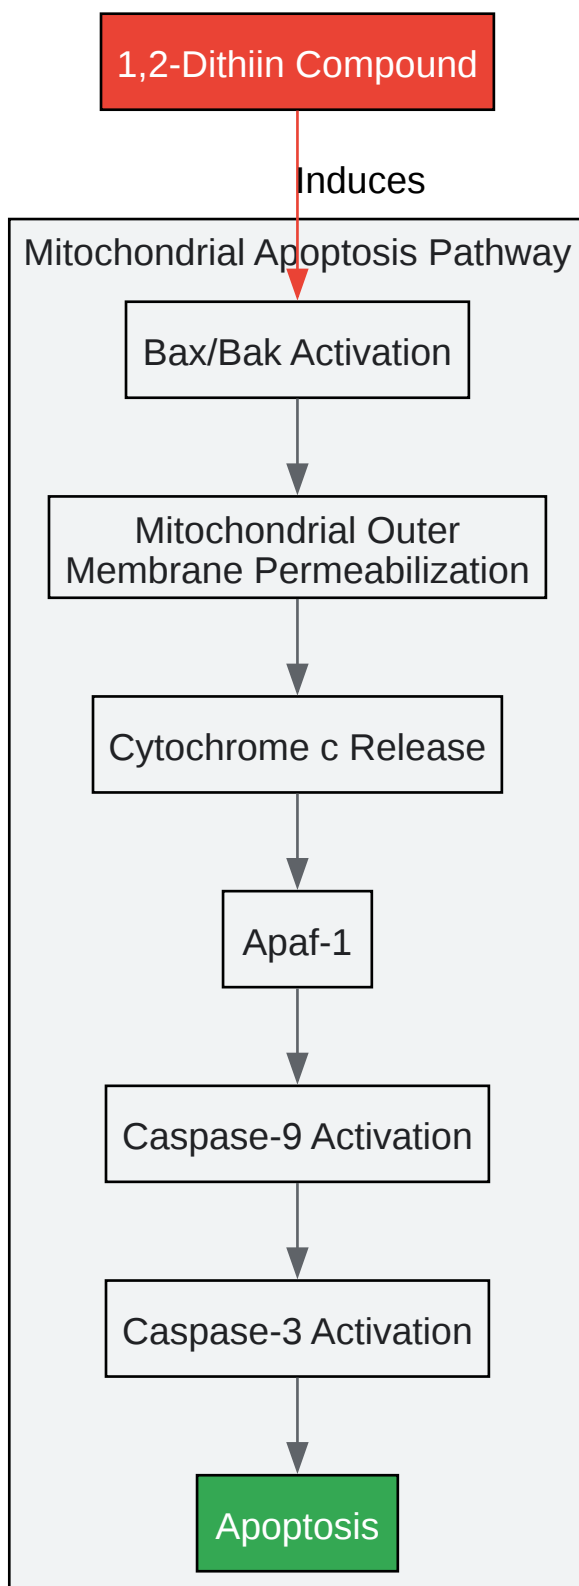 1,2-Dithiin Compound
Induces
Mitochondrial Apoptosis Pathway
Bax/Bak Activation
Mitochondrial Outer
Membrane Permeabilization
Cytochrome c Release
Apaf-1
Caspase-9 Activation
Caspase-3 Activation
Apoptosis